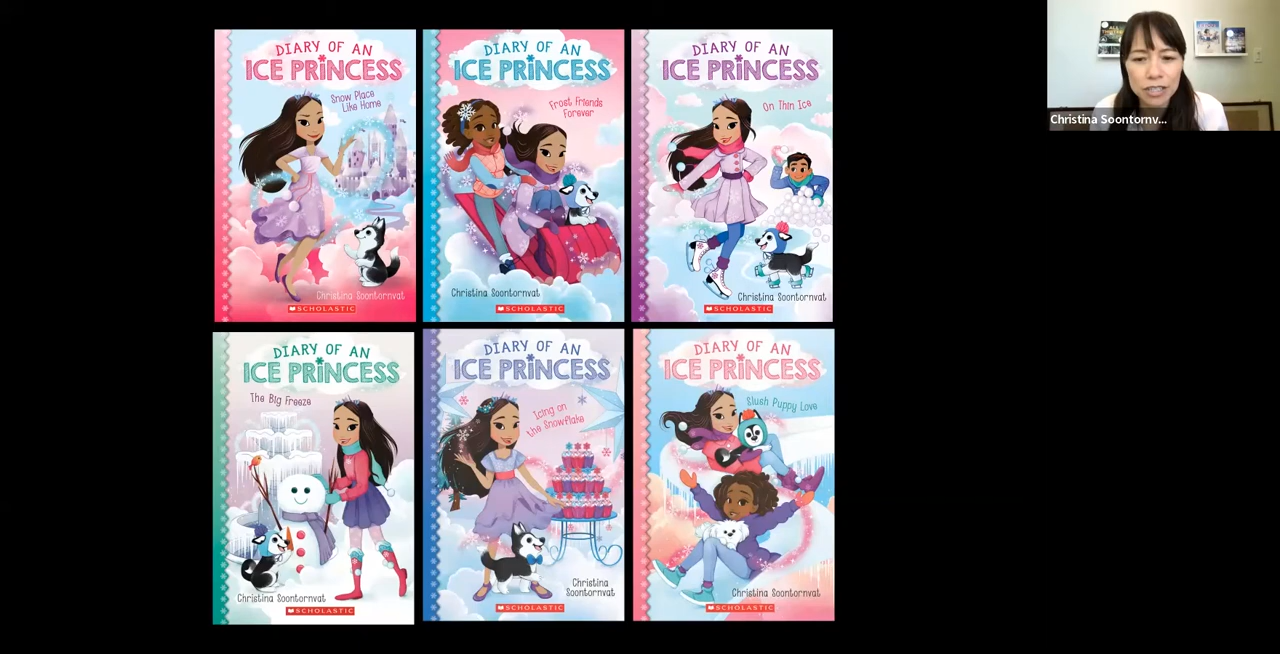 DIARY OF AN
ICE PRINCESS
Snow Place
Like Home
Christina Soontornvat
SCHOLASTIC
DIARY OF AN
ICE PRINCESS
Frost Friends
Forever
Christina Soontornvat
SCHOLASTIC
DIARY OF AN
ICE PRINCESS
On Thin Ice
Christina Soontornvat
SCHOLASTIC
DIARY OF AN
ICE PRINCESS
The Big Freeze
Christina Soontornvat
SCHOLASTIC
DIARY OF AN
ICE PRINCESS
Icing on
the Snowflake
Christina
Soontornvat
SCHOLASTIC
DIARY OF AN
ICE PRINCESS
Slush Puppy Love
Christina Soontornvat
SCHOLASTIC
Christina Soontornv...